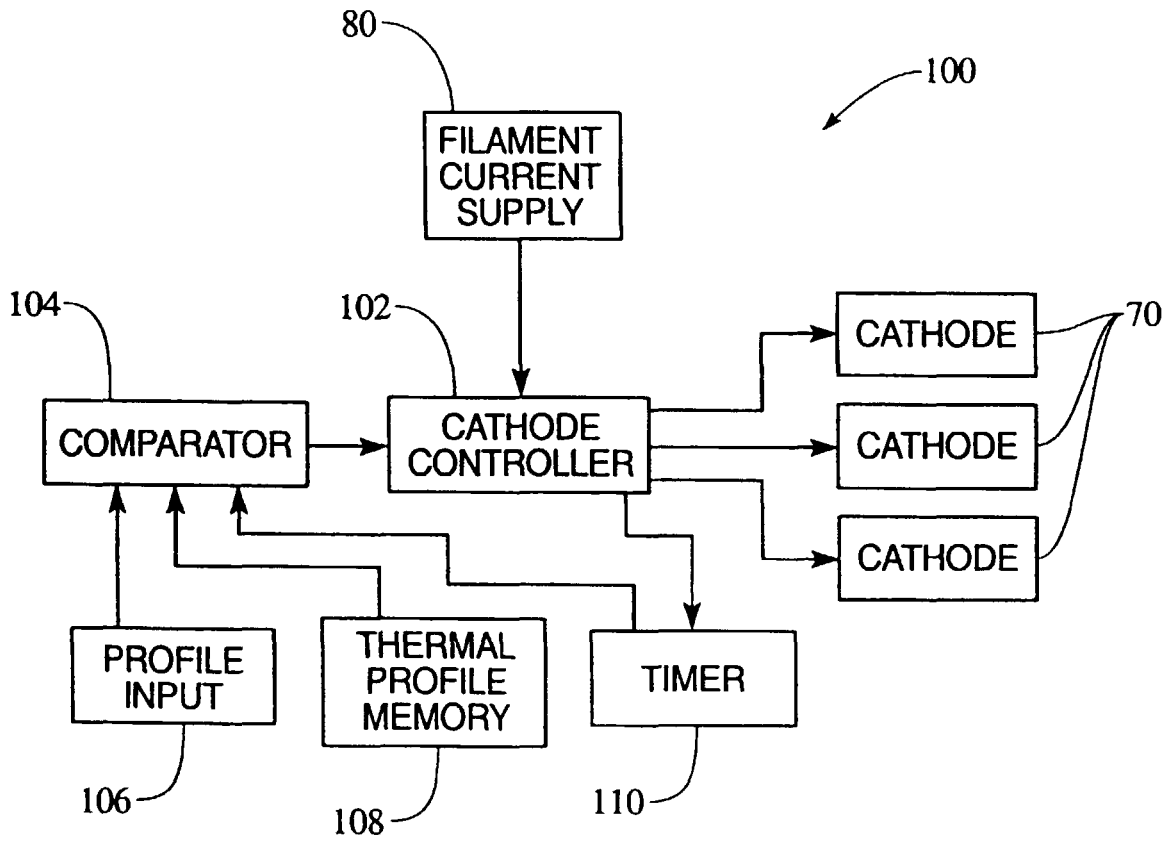 80
100
FILAMENT
CURRENT
SUPPLY
104
102
70
CATHODE
COMPARATOR
CATHODE
CONTROLLER
CATHODE
CATHODE
PROFILE
INPUT
THERMAL
PROFILE
MEMORY
TIMER
106
108
110